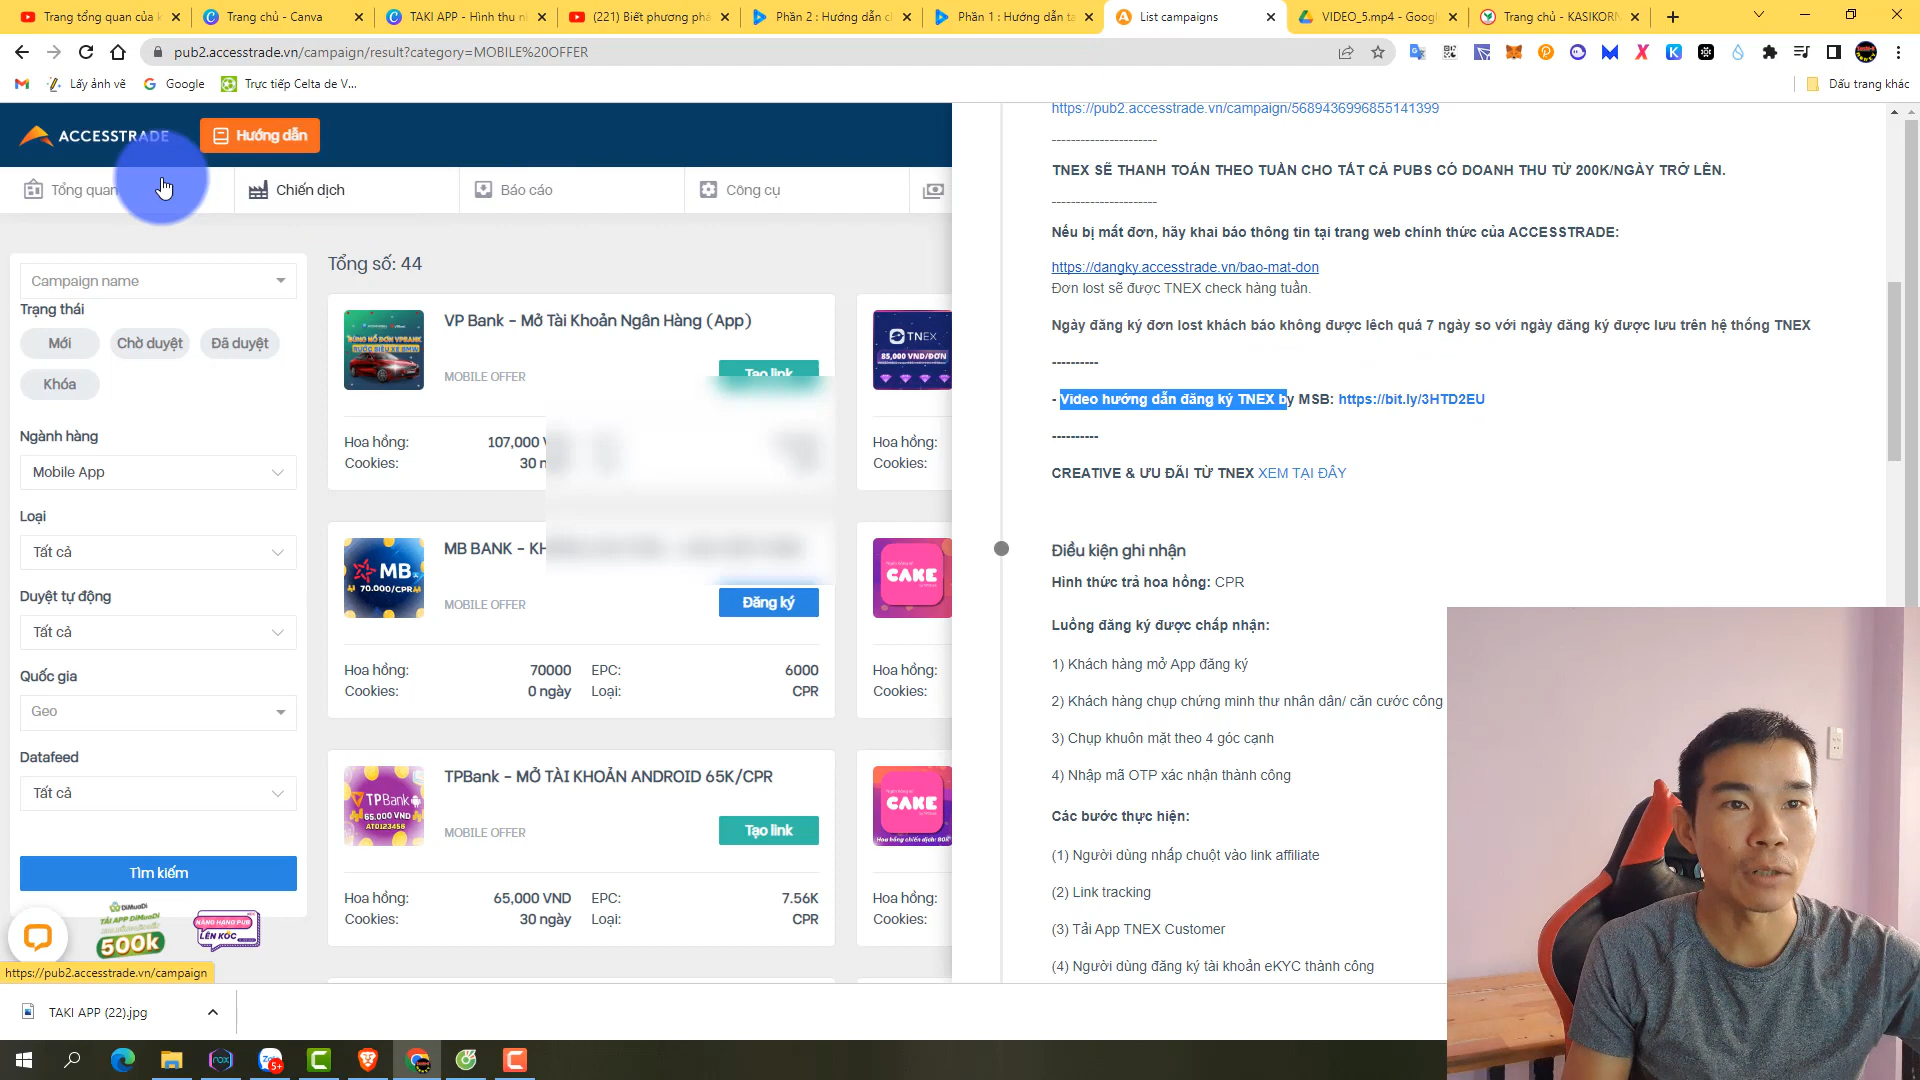 Trang tổng quan của k
Trang chủ - Canva
TAKI APP - Hình thu n
(221) Biết phương ph
Phần 2 : Hướng dẫn c
Phần 1 : Hướng dẫn t
List campaigns
VIDEO_5.mp4 - Googl
Trang chủ - KASIKORN
pub2.accesstrade.vn/campaign/result?category=MOBILE%20OFFER
Lấy ảnh vẽ
Google
Trực tiếp Celta de V...
Dấu trang khác
ACCESSTRADE
Hướng dẫn
Tổng quan
Chiến dịch
Báo cáo
Công cụ
Campaign name
Trạng thái
Mới
Chờ duyệt
Đã duyệt
Khóa
Ngành hàng
Mobile App
Loại
Tất cả
Duyệt tự động
Tất cả
Quốc gia
Geo
Datafeed
Tất cả
Tìm kiếm
DiMuaDi
TẢI APP DIMUADI
500k
NÂNG HẠNG PUB
LÊN KỐC
https://pub2.accesstrade.vn/campaign
Tổng số: 44
VP Bank - Mở Tài Khoản Ngân Hàng (App)
MOBILE OFFER
Tạo link
Hoa hồng:
107,000 V
Cookies:
30 n
TNEX
85,000 VND/ĐƠN
Hoa hồng:
Cookies:
MB
70.000/CPR
MB BANK - KH
MOBILE OFFER
Đăng ký
Hoa hồng:
70000
EPC:
6000
Cookies:
0 ngày
Loại:
CPR
CAKE
Hoa hồng:
Cookies:
TPBank
65.000 VND
AT0123456
TPBank - MỞ TÀI KHOẢN ANDROID 65K/CPR
MOBILE OFFER
Tạo link
Hoa hồng:
65,000 VND
EPC:
7.56K
Cookies:
30 ngày
Loại:
CPR
CAKE
Hoa hồng:
Cookies:
https://pub2.accesstrade.vn/campaign/5689436996855141399
----------------------
TNEX SẼ THANH TOÁN THEO TUẦN CHO TẤT CẢ PUBS CÓ DOANH THU TỪ 200K/NGÀY TRỞ LÊN.
----------------------
Nếu bị mất đơn, hãy khai báo thông tin tại trang web chính thức của ACCESSTRADE:
https://dangky.accesstrade.vn/bao-mat-don
Đơn lost sẽ được TNEX check hàng tuần.
Ngày đăng ký đơn lost khách báo không được lệch quá 7 ngày so với ngày đăng ký được lưu trên hệ thống TNEX
----------
- Video hướng dẫn đăng ký TNEX by MSB: https://bit.ly/3HTD2EU
----------
CREATIVE & ƯU ĐÃI TỪ TNEX XEM TẠI ĐÂY
Điều kiện ghi nhận
Hình thức trả hoa hồng: CPR
Luồng đăng ký được chấp nhận:
1) Khách hàng mở App đăng ký
2) Khách hàng chụp chứng minh thư nhân dân/ căn cước công
3) Chụp khuôn mặt theo 4 góc cạnh
4) Nhập mã OTP xác nhận thành công
Các bước thực hiện:
(1) Người dùng nhấp chuột vào link affiliate
(2) Link tracking
(3) Tải App TNEX Customer
(4) Người dùng đăng ký tài khoản eKYC thành công
TAKI APP (22).jpg